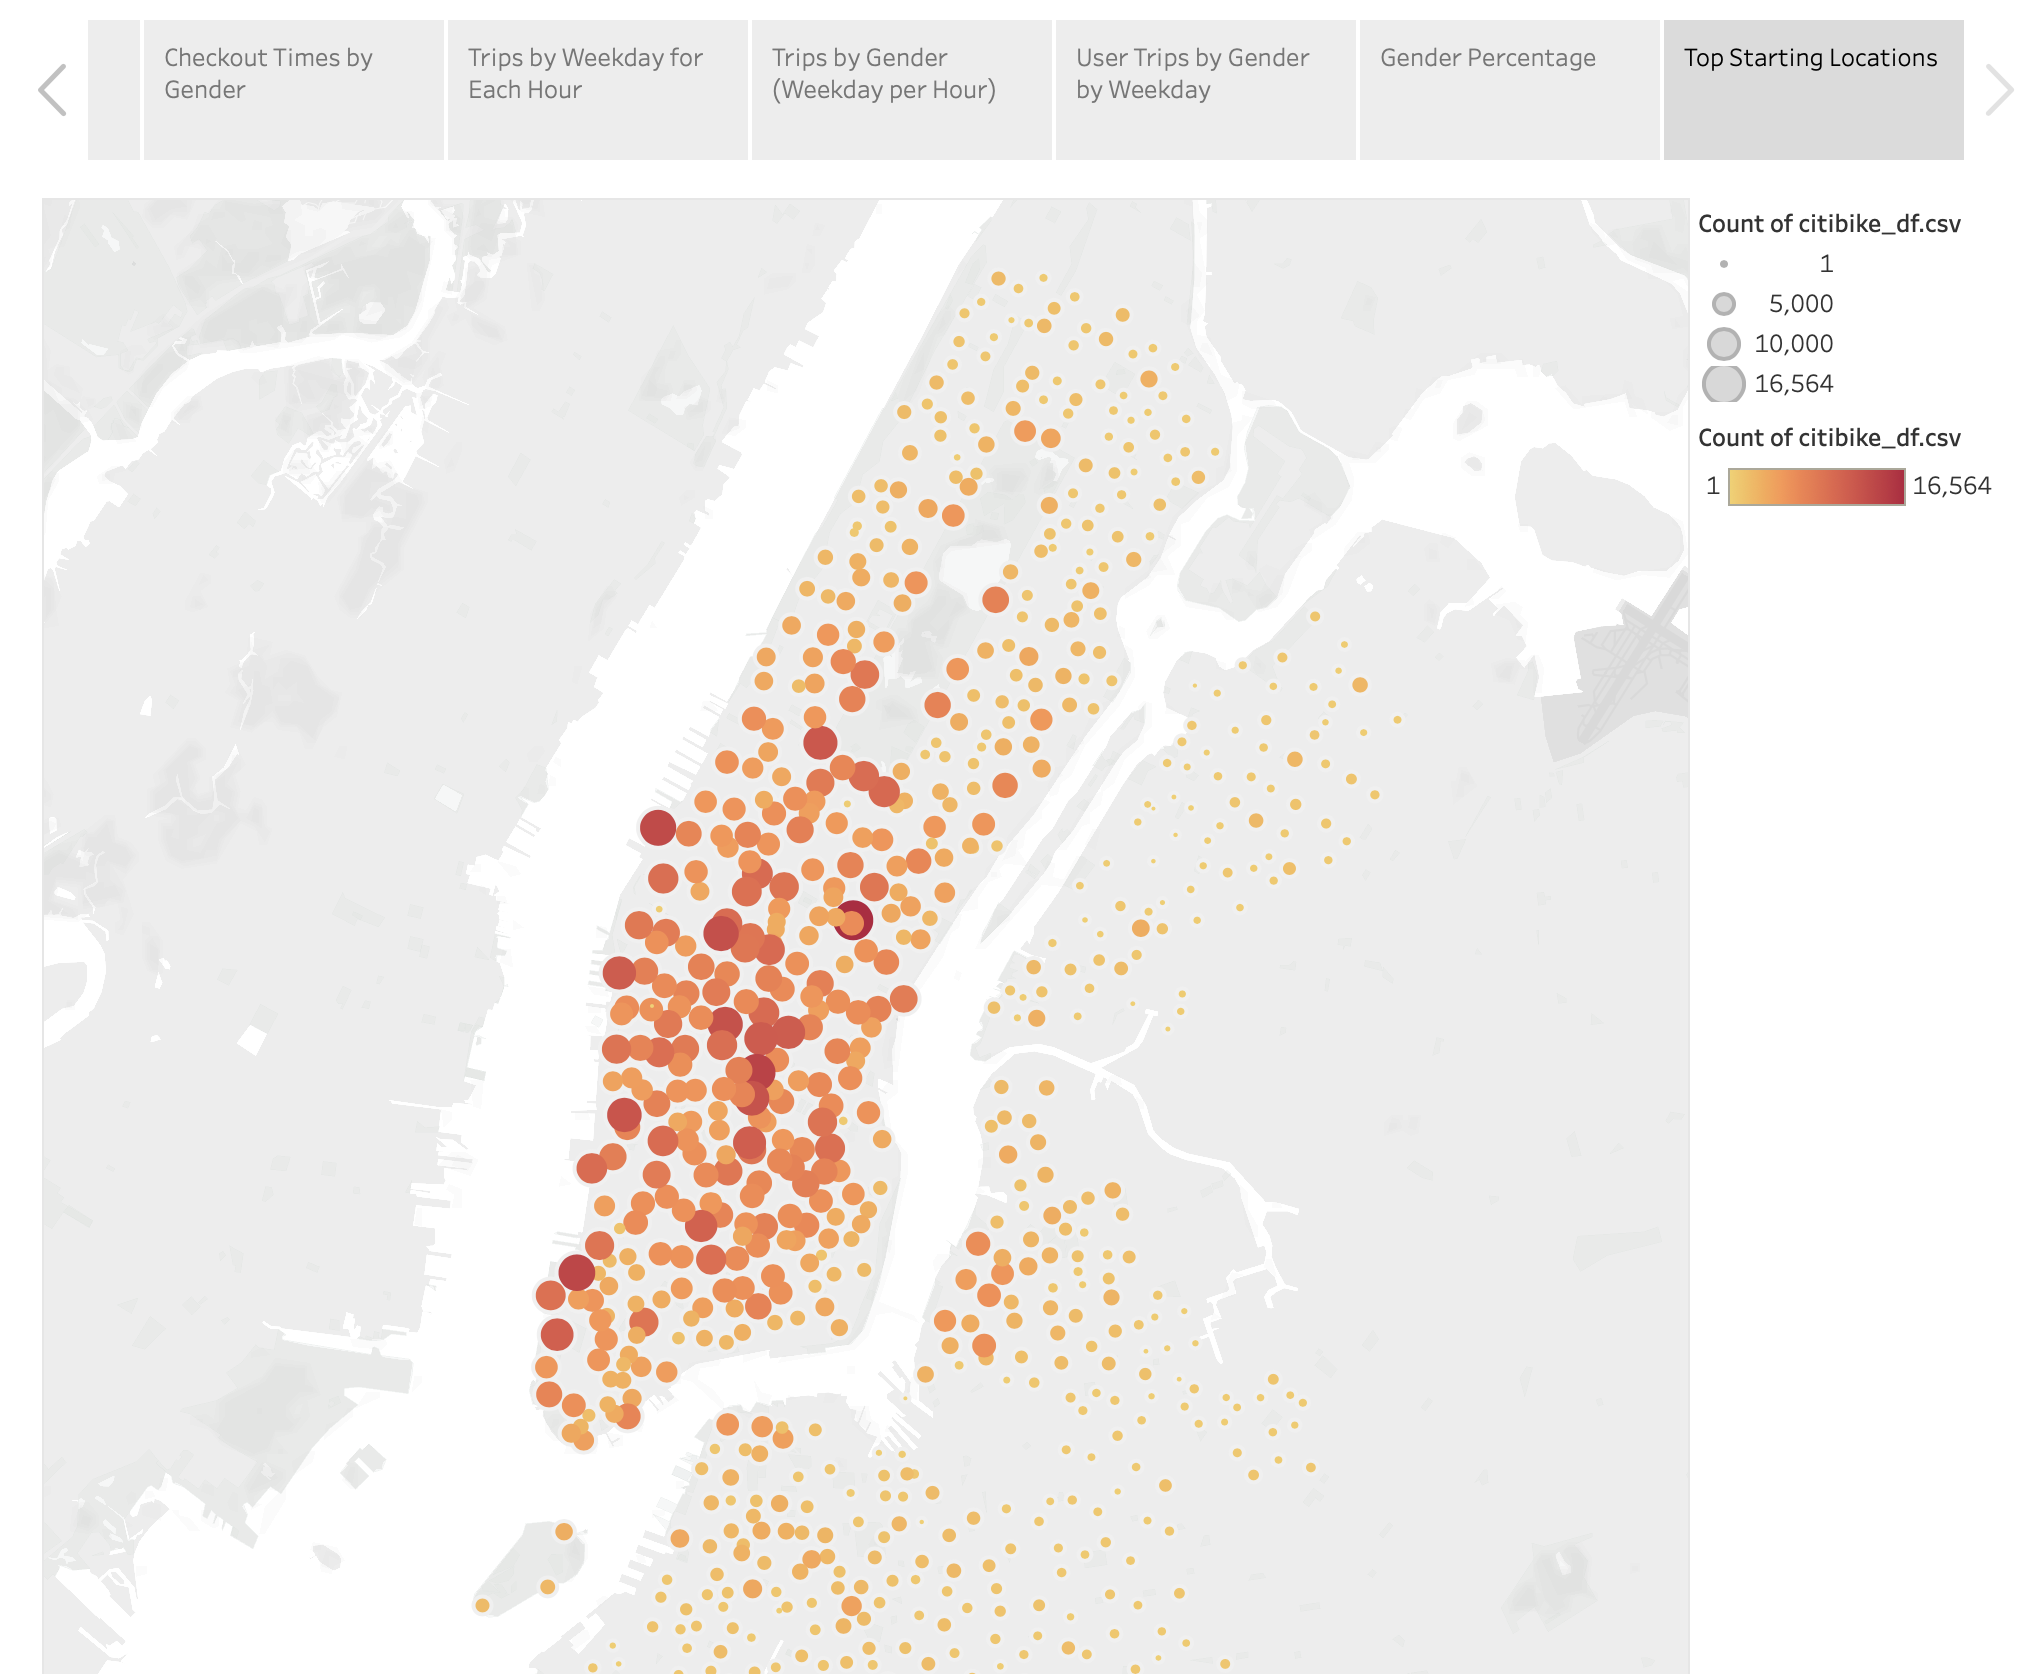 Checkout Times by
Gender
Trips by Weekday for
Each Hour
Trips by Gender
(Weekday per Hour)
User Trips by Gender
by Weekday
Gender Percentage
Top Starting Locations
Count of citibike_df.csv
1
5,000
10,000
16,564
Count of citibike_df.csv
1 16,564